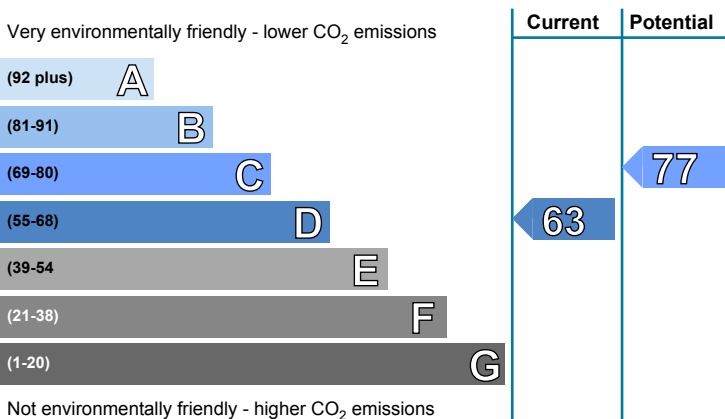 Very environmentally friendly - lower CO₂ emissions
Current
Potential
(92 plus) A
(81-91) B
(69-80) C
77
(55-68) D
63
(39-54 E
(21-38) F
(1-20) G
Not environmentally friendly - higher CO₂ emissions